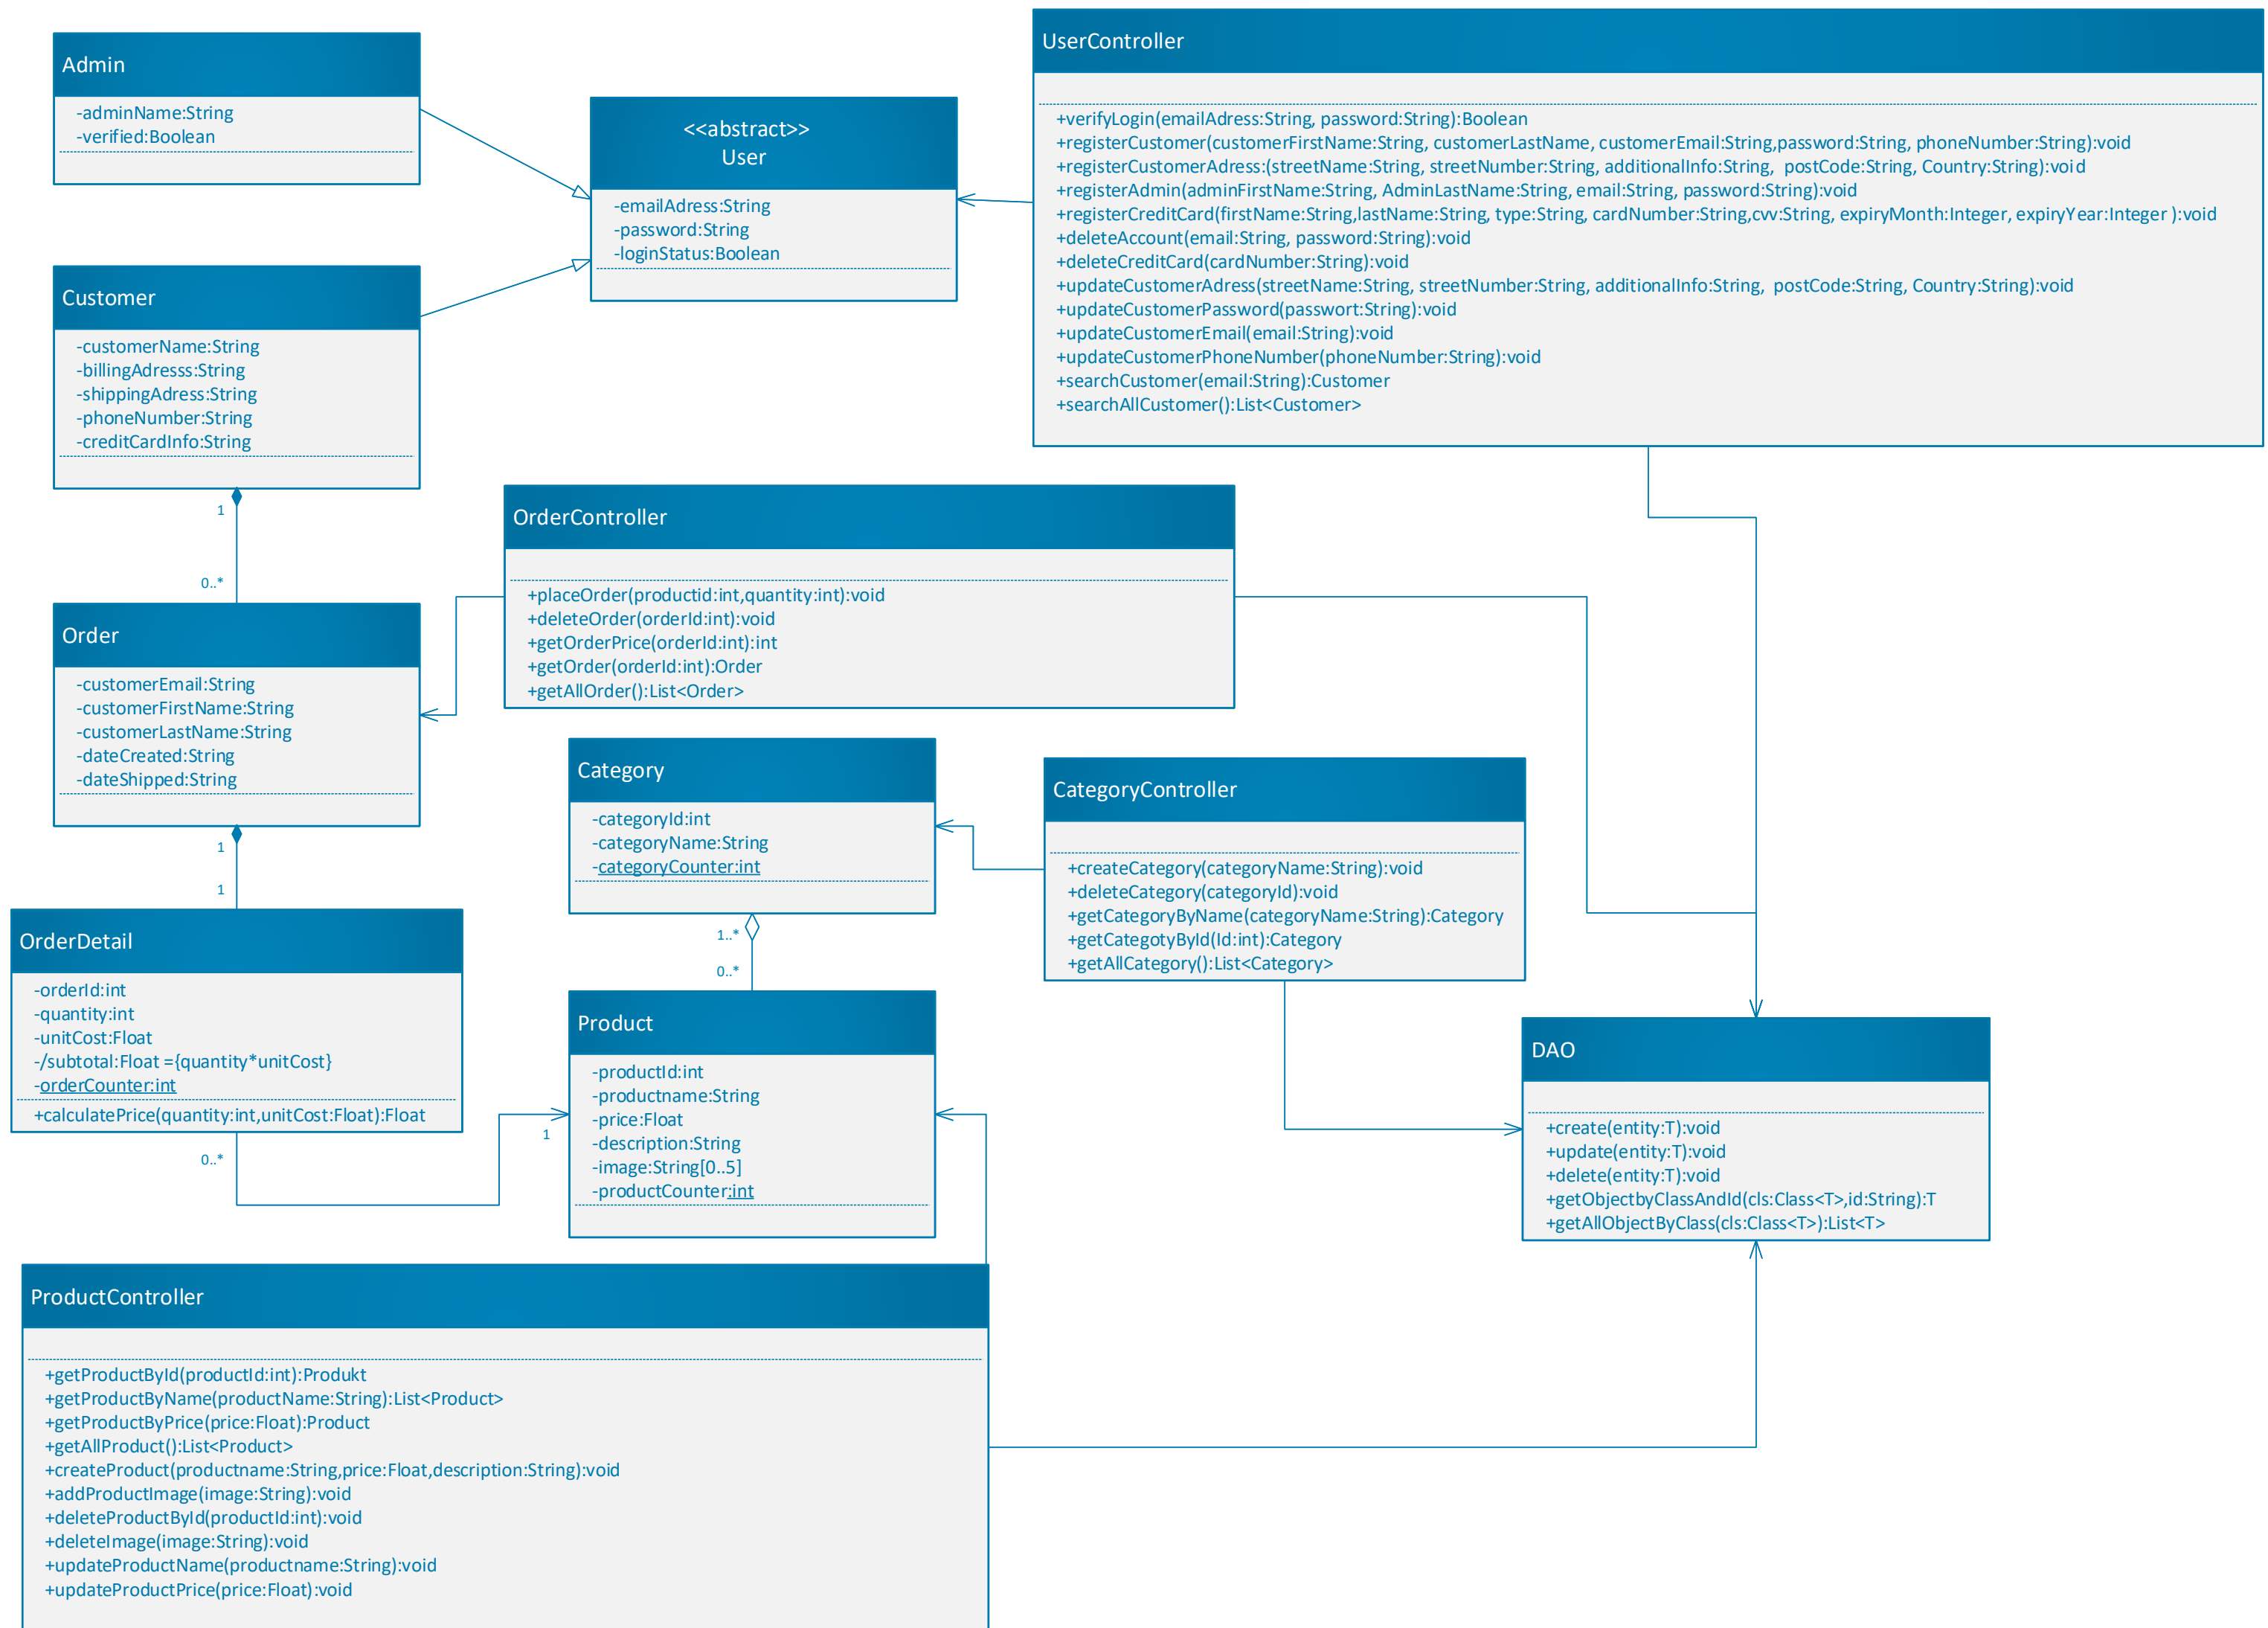 Admin
-adminName:String
-verified:Boolean
<<abstract>>
User
-emailAdress:String
-password:String
-loginStatus:Boolean
UserController
+verifyLogin(emailAdress:String, password:String):Boolean
+registerCustomer(customerFirstName:String, customerLastName, customerEmail:String,password:String, phoneNumber:String):void
+registerCustomerAdress:(streetName:String, streetNumber:String, additionalInfo:String,  postCode:String, Country:String):void
+registerAdmin(adminFirstName:String, AdminLastName:String, email:String, password:String):void
+registerCreditCard(firstName:String,lastName:String, type:String, cardNumber:String,cvv:String, expiryMonth:Integer, expiryYear:Integer ):void
+deleteAccount(email:String, password:String):void
+deleteCreditCard(cardNumber:String):void
+updateCustomerAdress(streetName:String, streetNumber:String, additionalInfo:String,  postCode:String, Country:String):void
+updateCustomerPassword(passwort:String):void
+updateCustomerEmail(email:String):void
+updateCustomerPhoneNumber(phoneNumber:String):void
+searchCustomer(email:String):Customer
+searchAllCustomer():List<Customer>
Customer
-customerName:String
-billingAdresss:String
-shippingAdress:String
-phoneNumber:String
-creditCardInfo:String
1
0..*
OrderController
+placeOrder(productid:int,quantity:int):void
+deleteOrder(orderId:int):void
+getOrderPrice(orderId:int):int
+getOrder(orderId:int):Order
+getAllOrder():List<Order>
Order
-customerEmail:String
-customerFirstName:String
-customerLastName:String
-dateCreated:String
-dateShipped:String
1
1
Category
-categoryId:int
-categoryName:String
-categoryCounter:int
1..*
0..*
CategoryController
+createCategory(categoryName:String):void
+deleteCategory(categoryId):void
+getCategoryByName(categoryName:String):Category
+getCategotyById(Id:int):Category
+getAllCategory():List<Category>
OrderDetail
-orderId:int
-quantity:int
-unitCost:Float
-/subtotal:Float ={quantity*unitCost}
-orderCounter:int
+calculatePrice(quantity:int,unitCost:Float):Float
0..*
1
Product
-productId:int
-productname:String
-price:Float
-description:String
-image:String[0..5]
-productCounter:int
DAO
+create(entity:T):void
+update(entity:T):void
+delete(entity:T):void
+getObjectbyClassAndId(cls:Class<T>,id:String):T
+getAllObjectByClass(cls:Class<T>):List<T>
ProductController
+getProductById(productId:int):Produkt
+getProductByName(productName:String):List<Product>
+getProductByPrice(price:Float):Product
+getAllProduct():List<Product>
+createProduct(productname:String,price:Float,description:String):void
+addProductImage(image:String):void
+deleteProductById(productId:int):void
+deleteImage(image:String):void
+updateProductName(productname:String):void
+updateProductPrice(price:Float):void